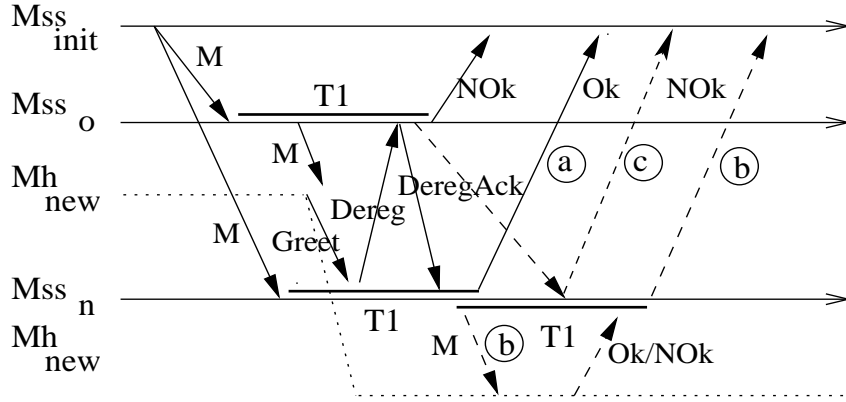 Mss init
M
T1
NOk
Ok
NOk
Mss o
M
a
c
b
Mh new
Dereg
DeregAck
M
Greet
Mss n
T1
M
b
T1
Ok/NOk
Mh new